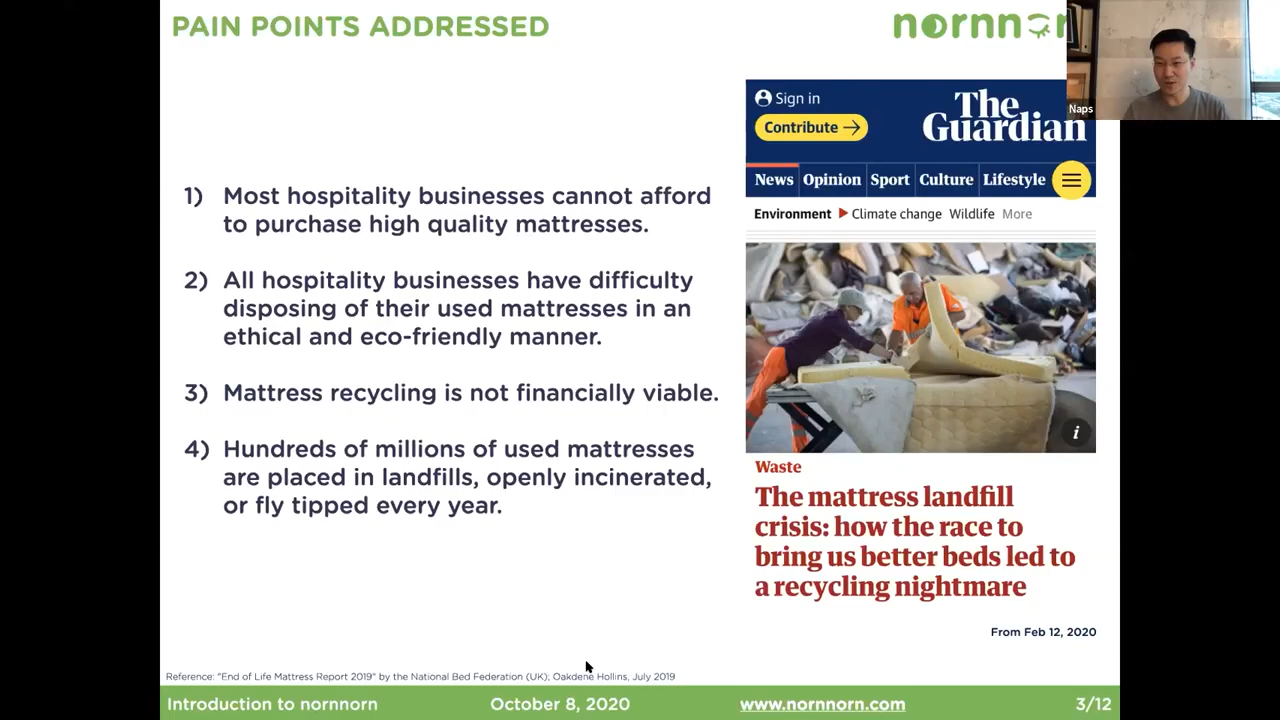 PAIN POINTS ADDRESSED
nornnor
Naps
1) Most hospitality businesses cannot afford
to purchase high quality mattresses.
2) All hospitality businesses have difficulty
disposing of their used mattresses in an
ethical and eco-friendly manner.
3) Mattress recycling is not financially viable.
4) Hundreds of millions of used mattresses
are placed in landfills, openly incinerated,
or fly tipped every year.
Sign in
Contribute →
The
Guardian
News Opinion Sport Culture Lifestyle
Environment Climate change Wildlife More
i
Waste
The mattress landfill
crisis: how the race to
bring us better beds led to
a recycling nightmare
From Feb 12, 2020
Reference: "End of Life Mattress Report 2019" by the National Bed Federation (UK); Oakdene Hollins, July 2019
Introduction to nornnorn October 8, 2020 www.nornnorn.com 3/12